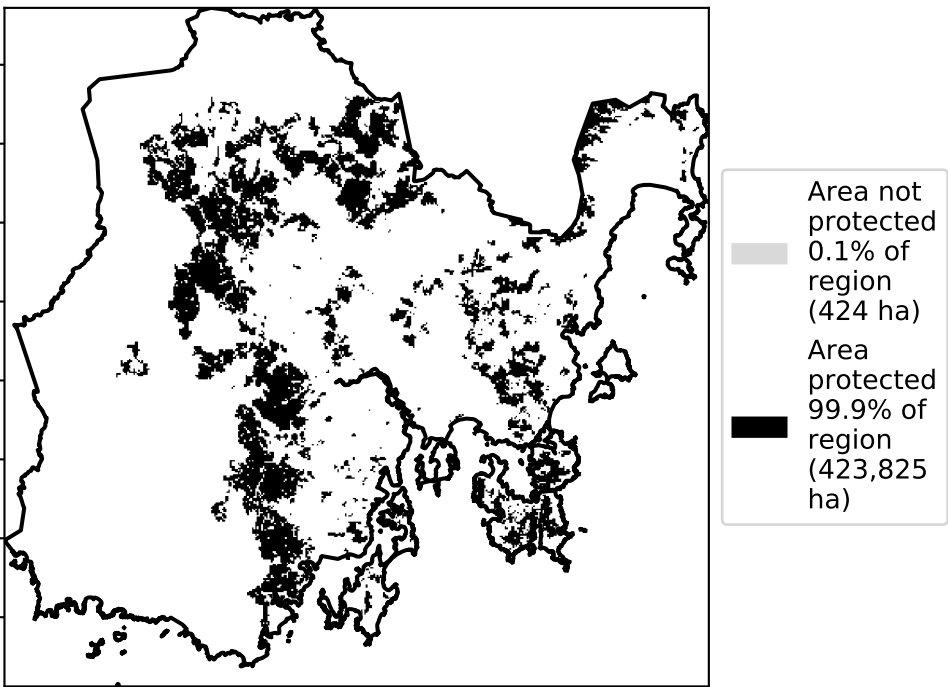 Area not
protected
0.1% of
region
(424 ha)
Area
protected
99.9% of
region
(423,825
ha)